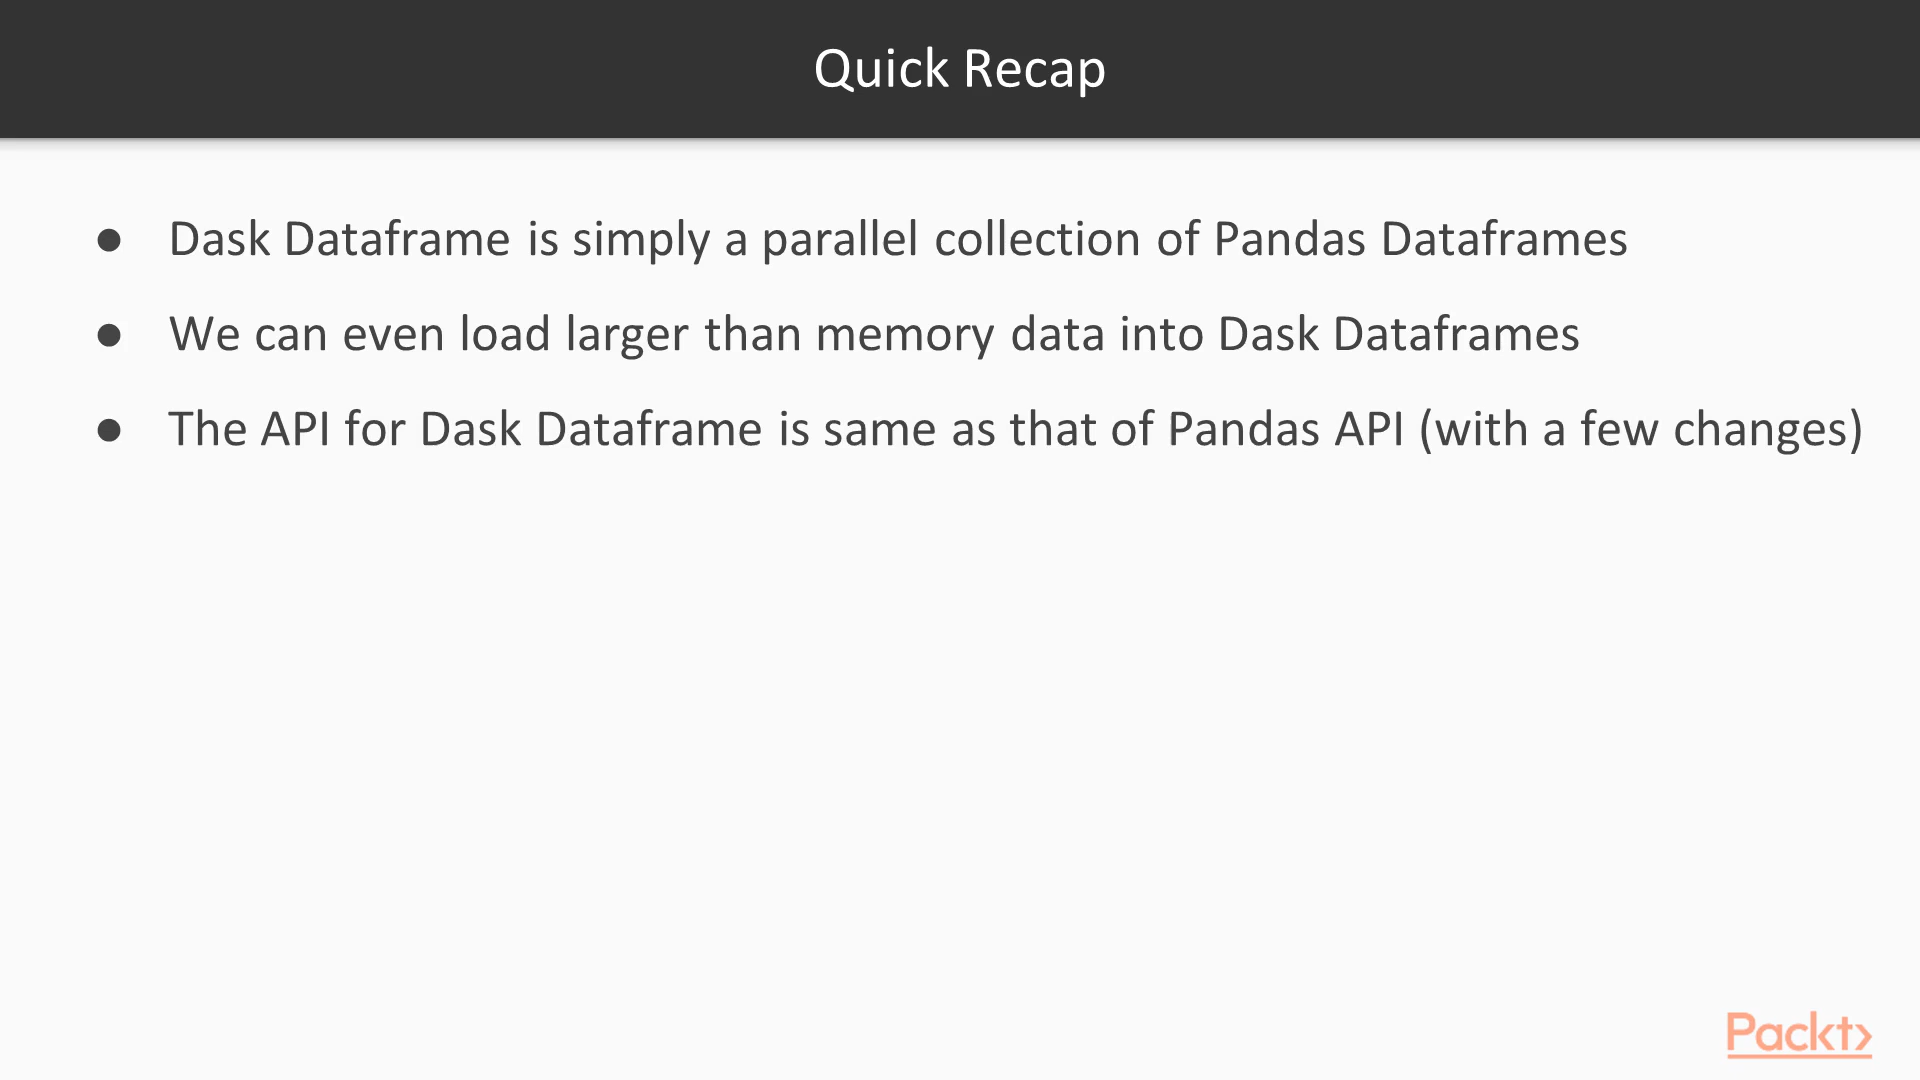 Quick Recap
● Dask Dataframe is simply a parallel collection of Pandas Dataframes
● We can even load larger than memory data into Dask Dataframes
● The API for Dask Dataframe is same as that of Pandas API (with a few changes)
Packt>